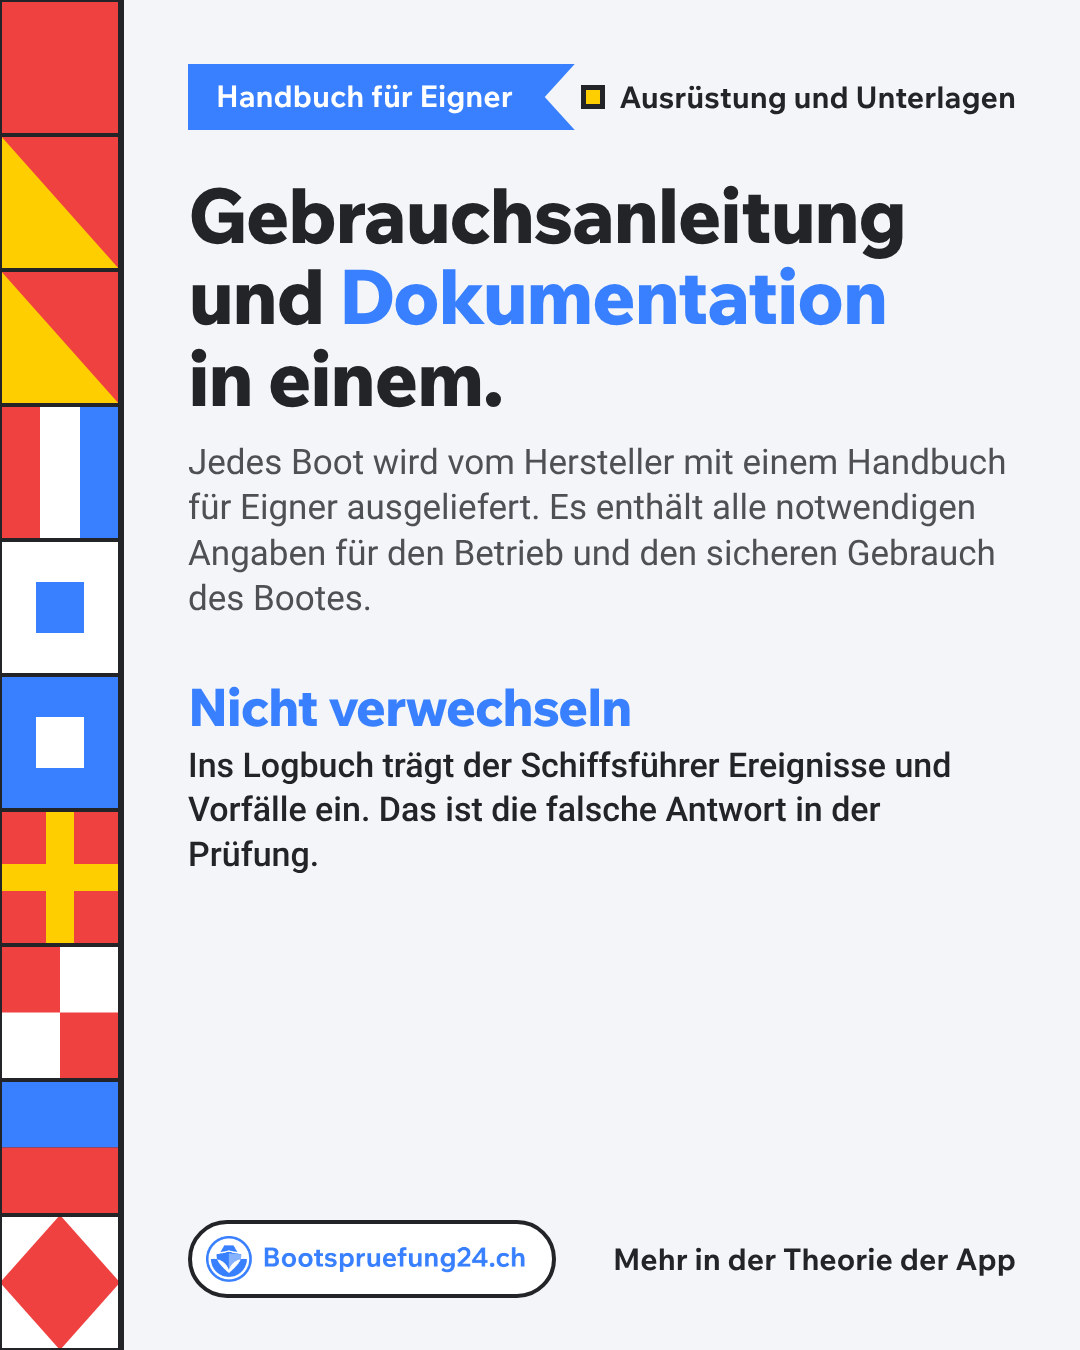 Handbuch für Eigner
Ausrüstung und Unterlagen
Gebrauchsanleitung
und Dokumentation
in einem.
Jedes Boot wird vom Hersteller mit einem Handbuch
für Eigner ausgeliefert. Es enthält alle notwendigen
Angaben für den Betrieb und den sicheren Gebrauch
des Bootes.
Nicht verwechseln
Ins Logbuch trägt der Schiffsführer Ereignisse und
Vorfälle ein. Das ist die falsche Antwort in der
Prüfung.
Bootspruefung24.ch
Mehr in der Theorie der App